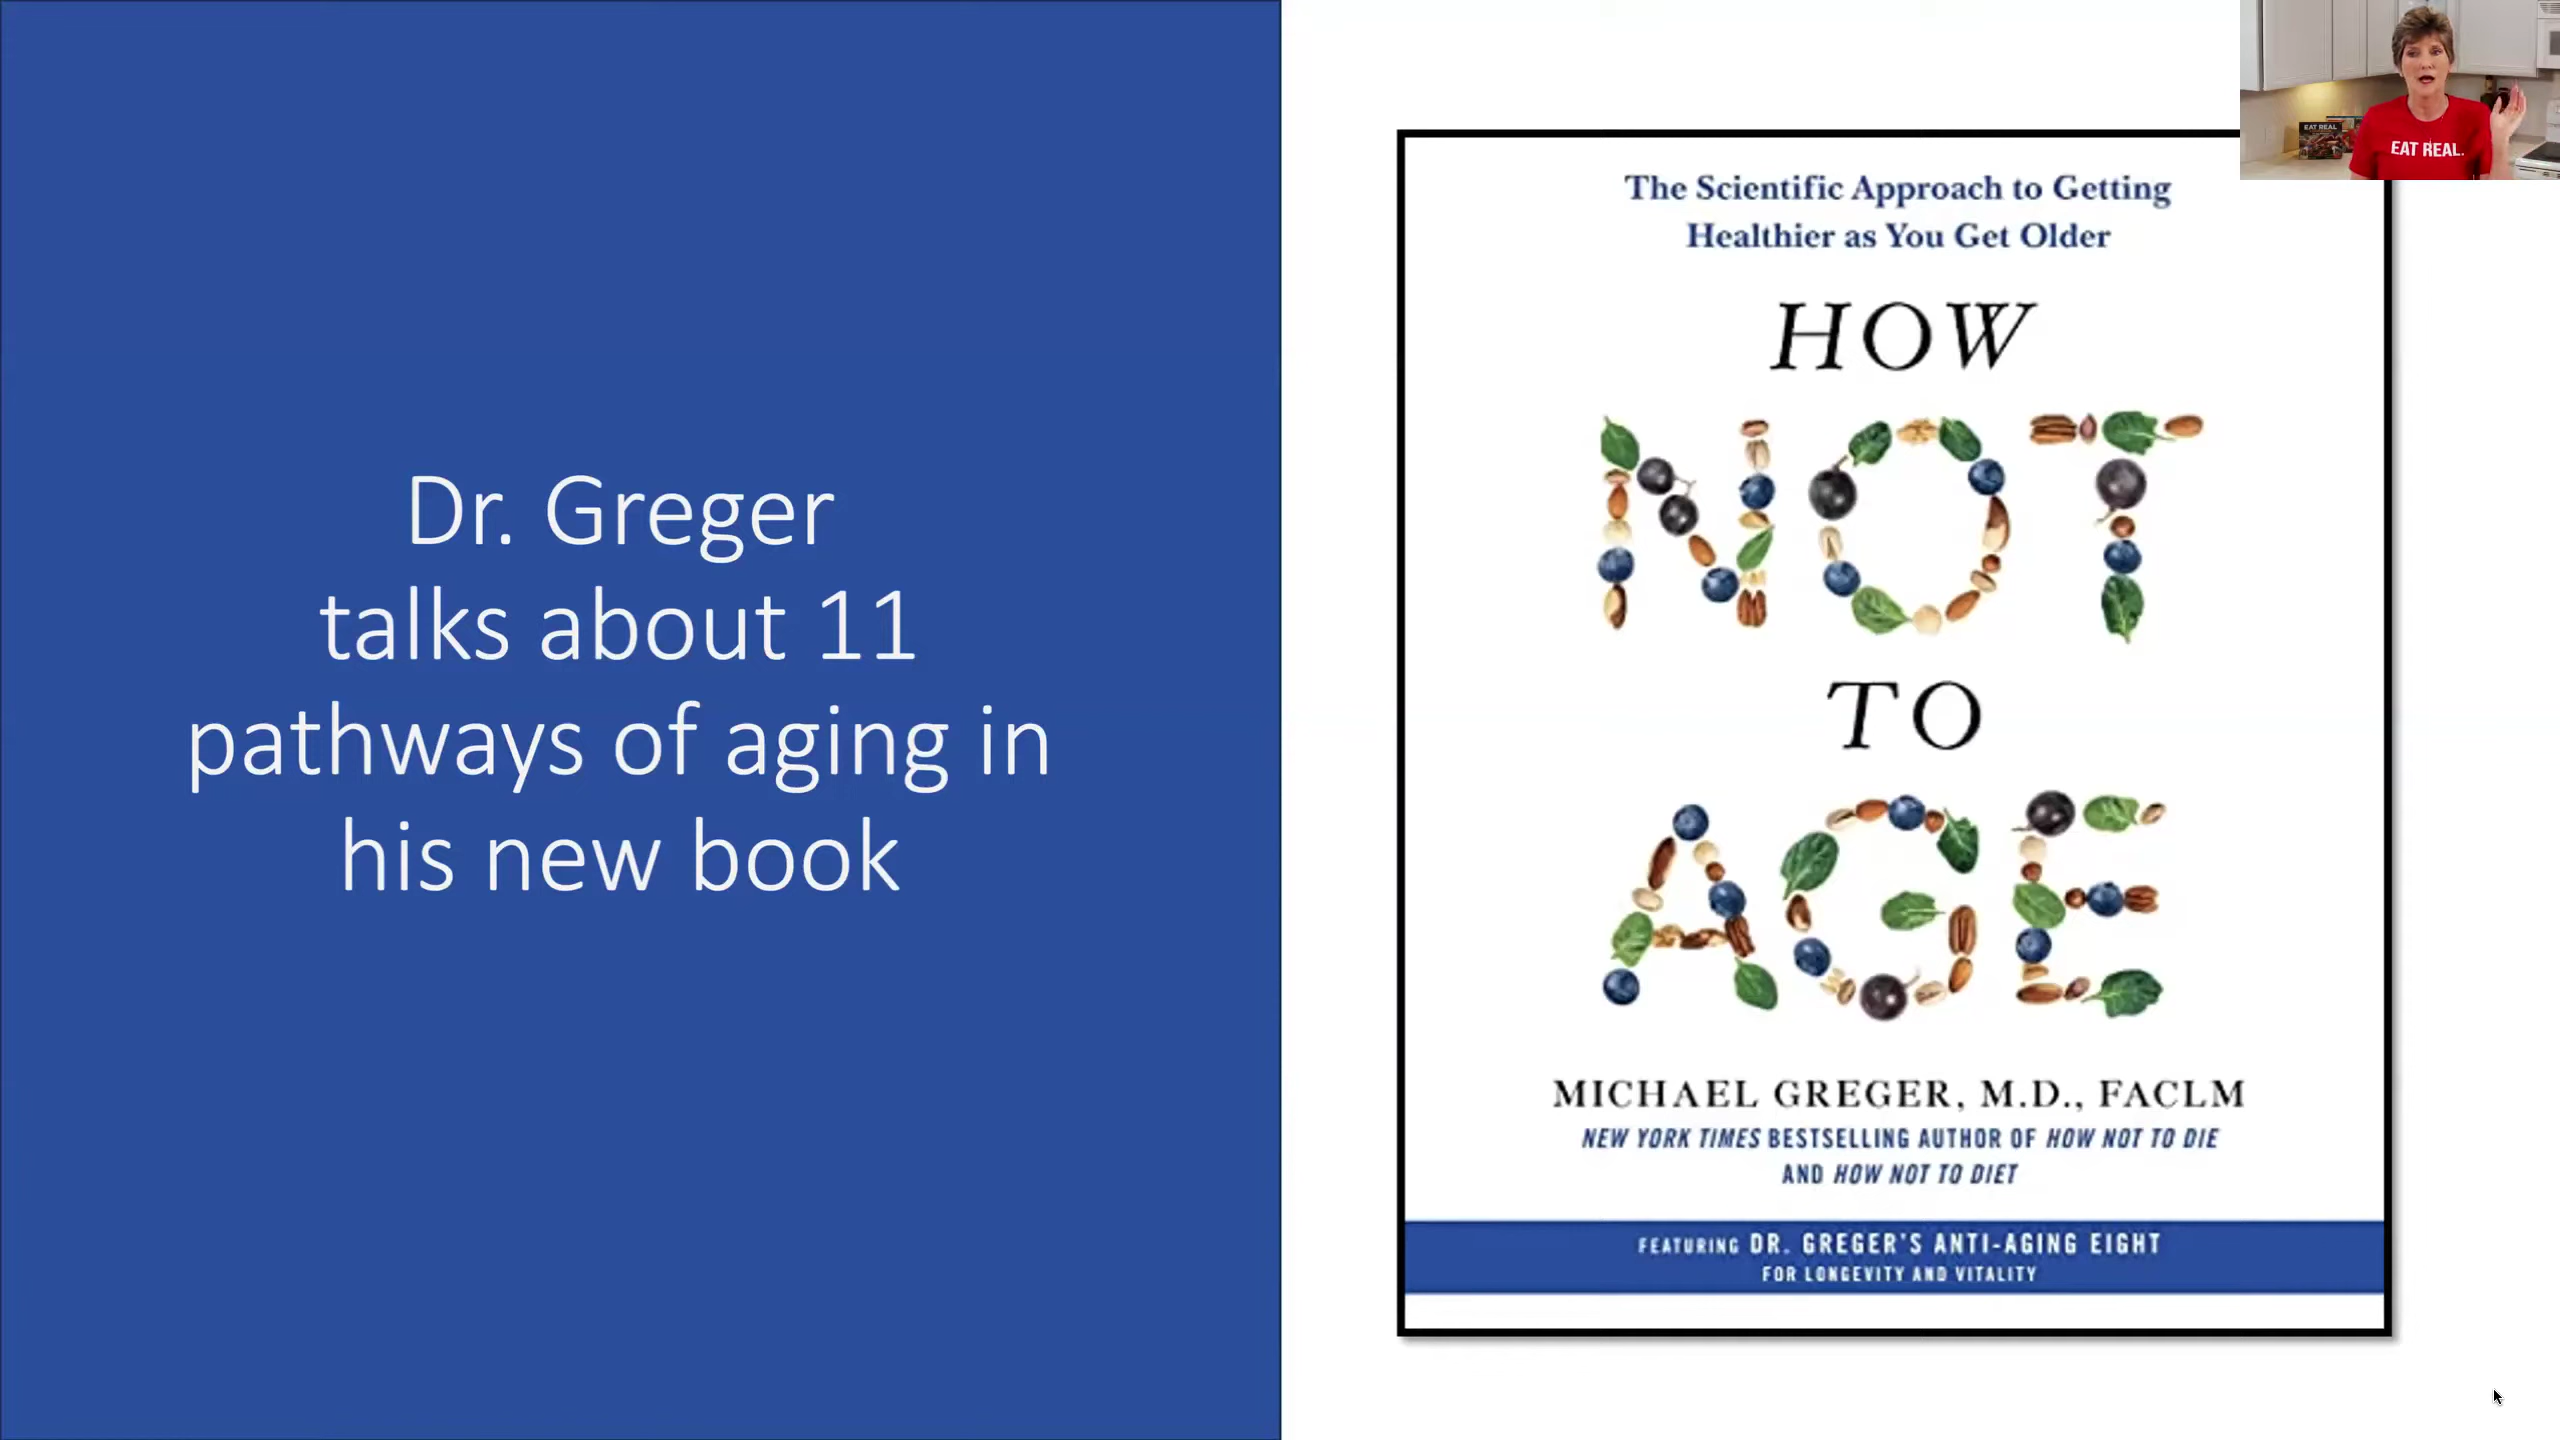 Dr. Greger
talks about 11
pathways of aging in
his new book
The Scientific Approach to Getting
Healthier as You Get Older
HOW
NOT
TO
AGE
MICHAEL GREGER, M.D., FACLM
NEW YORK TIMES BESTSELLING AUTHOR OF HOW NOT TO DIE
AND HOW NOT TO DIET
FEATURING DR. GREGER'S ANTI-AGING EIGHT
FOR LONGEVITY AND VITALITY
EAT REAL
EAT REAL.